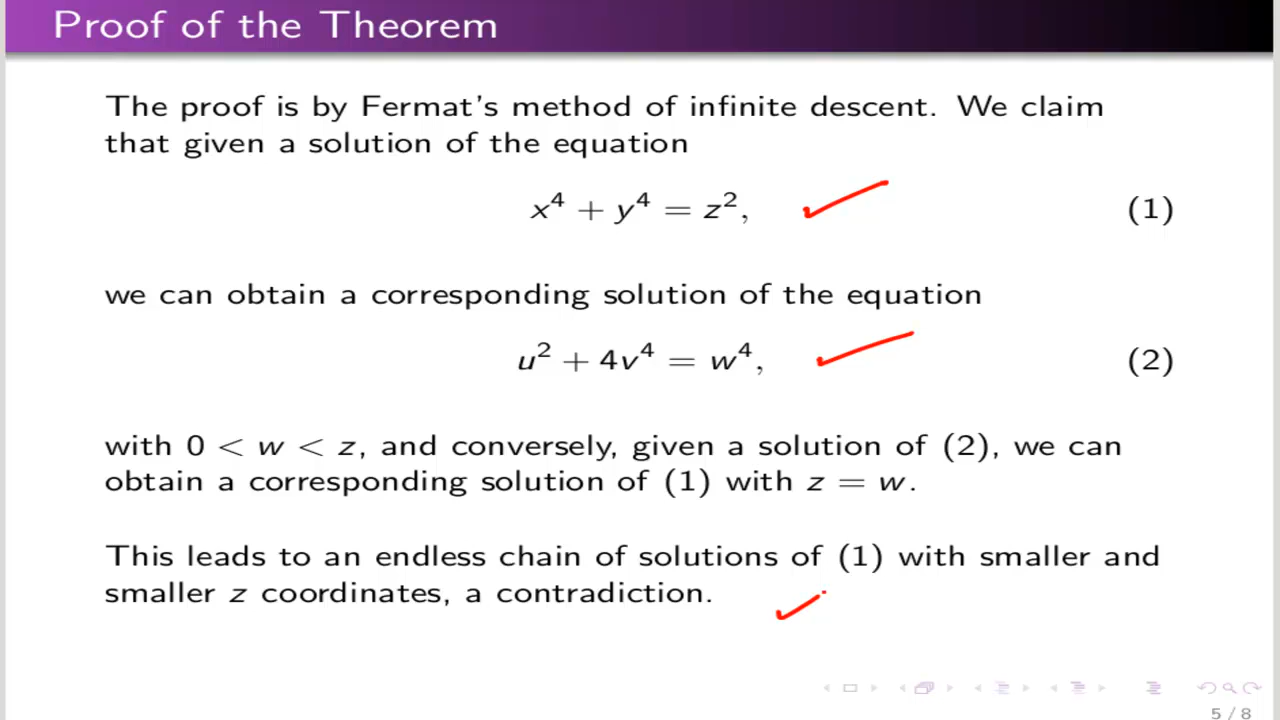 Proof of the Theorem
The proof is by Fermat's method of infinite descent. We claim
that given a solution of the equation
x⁴ + y⁴ = z², (1)
we can obtain a corresponding solution of the equation
u² + 4v⁴ = w⁴, (2)
with 0 < w < z, and conversely, given a solution of (2), we can
obtain a corresponding solution of (1) with z = w.
This leads to an endless chain of solutions of (1) with smaller and
smaller z coordinates, a contradiction.
5 / 8